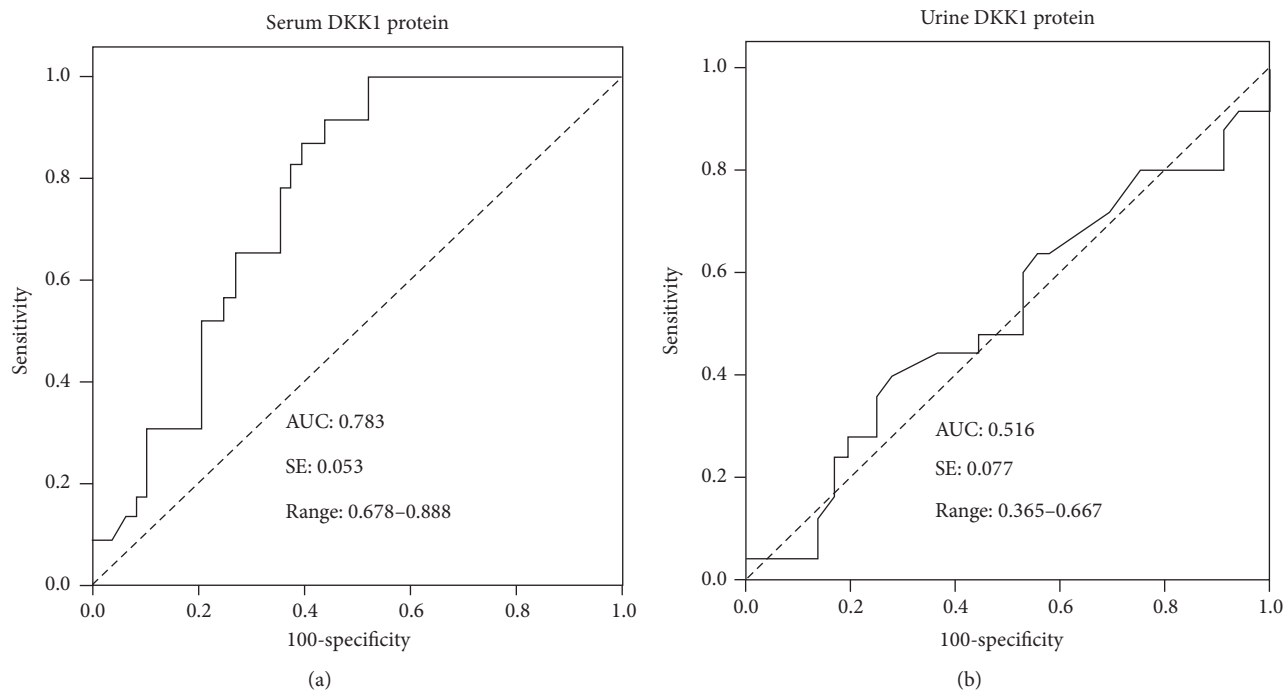 Serum DKK1 protein
1.0
0.8
0.6
0.4
0.2
0.0
Sensitivity
AUC: 0.783
SE: 0.053
Range: 0.678–0.888
0.0 0.2 0.4 0.6 0.8 1.0
100-specificity
(a)
Urine DKK1 protein
1.0
0.8
0.6
0.4
0.2
0.0
Sensitivity
AUC: 0.516
SE: 0.077
Range: 0.365–0.667
0.0 0.2 0.4 0.6 0.8 1.0
100-specificity
(b)